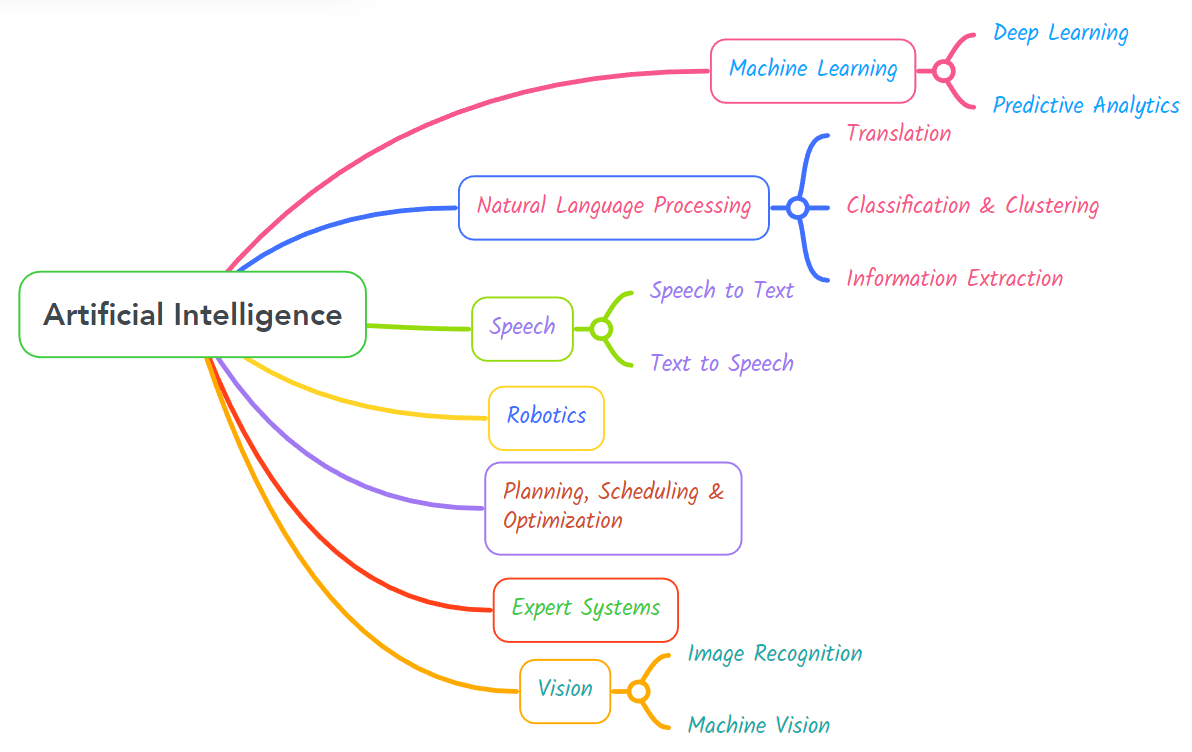 Artificial Intelligence
Machine Learning
Deep Learning
Predictive Analytics
Natural Language Processing
Translation
Classification & Clustering
Information Extraction
Speech
Speech to Text
Text to Speech
Robotics
Planning, Scheduling &
Optimization
Expert Systems
Vision
Image Recognition
Machine Vision